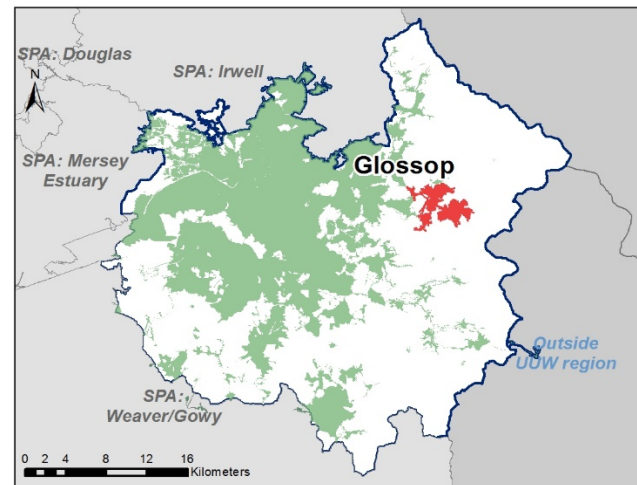 SPA: Douglas
N
SPA: Irwell
SPA: Mersey
Estuary
Glossop
Outside
UUW region
SPA:
Weaver/Gowy
0 2 4 8 12 16
Kilometers